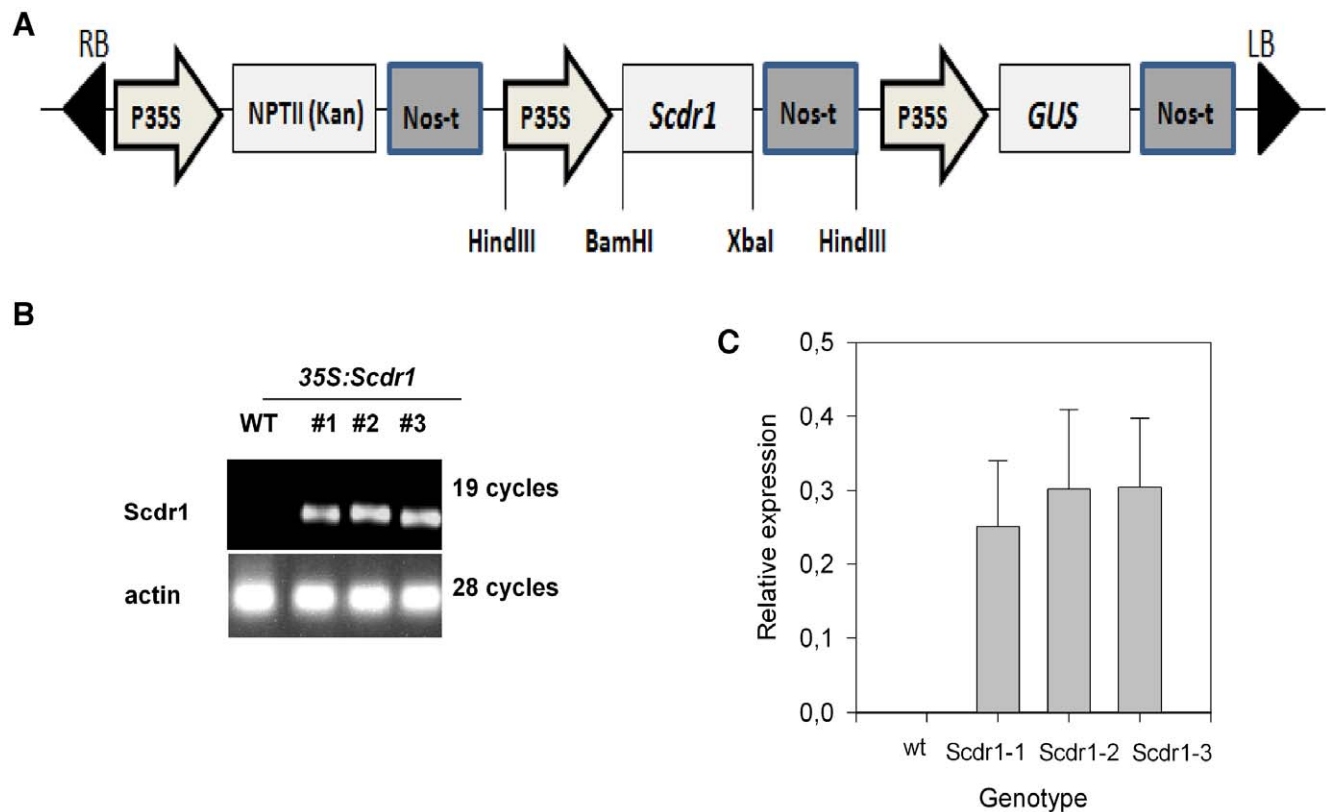 A
RB
LB
P35S
NPTII (Kan)
Nos-t
P35S
Scdr1
Nos-t
P35S
GUS
Nos-t
HindIII
BamHI
XbaI
HindIII
B
35S:Scdr1
WT #1 #2 #3
Scdr1
19 cycles
actin
28 cycles
C
Relative expression
0,5
0,4
0,3
0,2
0,1
0,0
wt Scdr1-1 Scdr1-2 Scdr1-3
Genotype